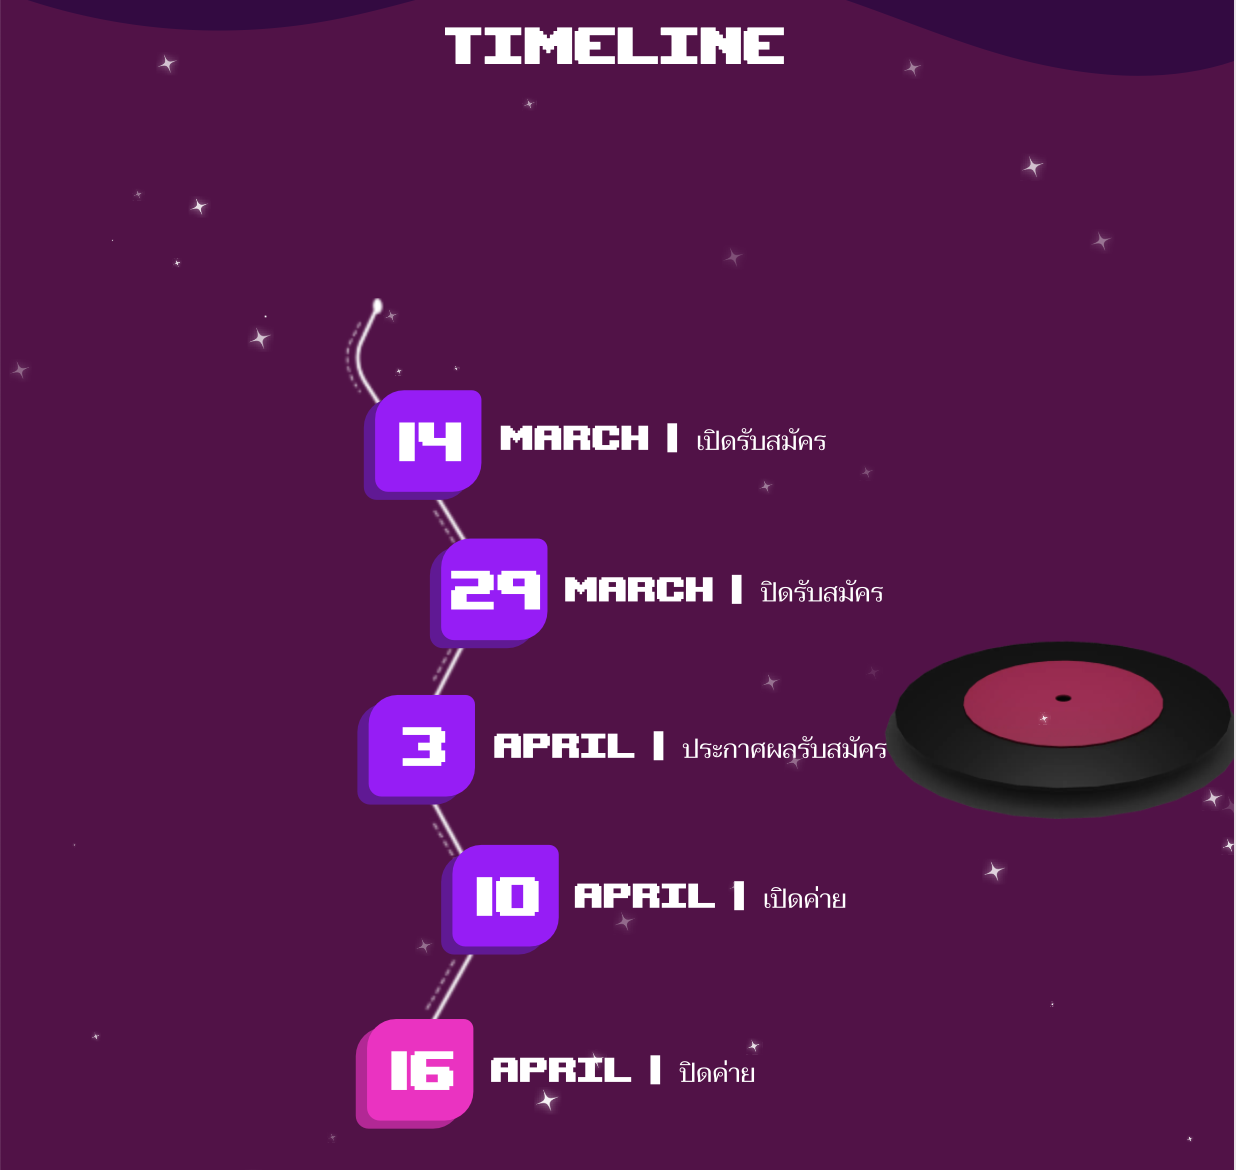 TIMELINE
14 MARCH | เปิดรับสมัคร
29 MARCH | ปิดรับสมัคร
3 APRIL | ประกาศผลรับสมัคร
10 APRIL | เปิดค่าย
16 APRIL | ปิดค่าย